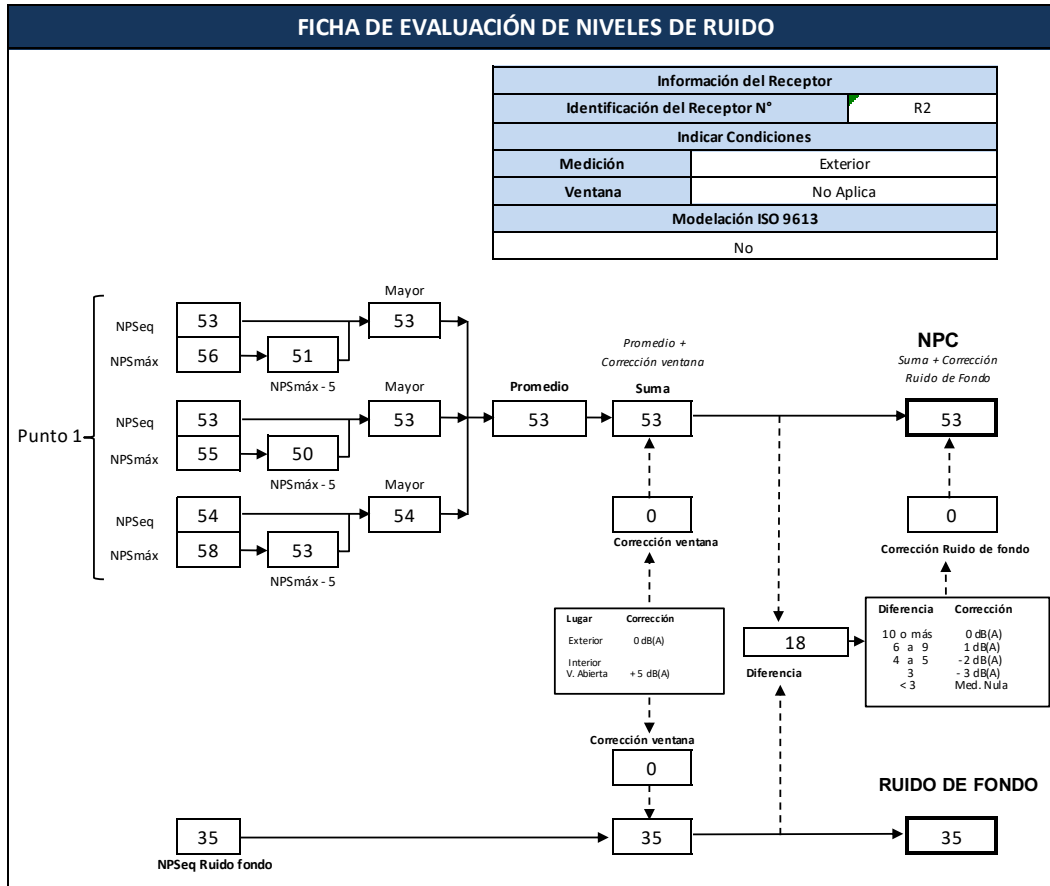 FICHA DE EVALUACIÓN DE NIVELES DE RUIDO
Información del Receptor
Identificación del Receptor N° R2
Indicar Condiciones
Medición Exterior
Ventana No Aplica
Modelación ISO 9613
No
Punto 1
Mayor
NPSeq 53 53
NPSmáx 56 51
NPSmáx - 5
Mayor
NPSeq 53 53
NPSmáx 55 50
NPSmáx - 5
Mayor
NPSeq 54 54
NPSmáx 58 53
NPSmáx - 5
Promedio
53
Promedio +
Corrección ventana
Suma
53
0
Corrección ventana
NPC
Suma + Corrección
Ruido de Fondo
53
0
Corrección Ruido de fondo
Lugar Corrección
Exterior 0 dB(A)
Interior
V. Abierta + 5 dB(A)
18
Diferencia
Diferencia Corrección
10 o más 0 dB(A)
6 a 9 1 dB(A)
4 a 5 -2 dB(A)
3 - 3 dB(A)
< 3 Med. Nula
Corrección ventana
0
RUIDO DE FONDO
35 35 35
NPSeq Ruido fondo